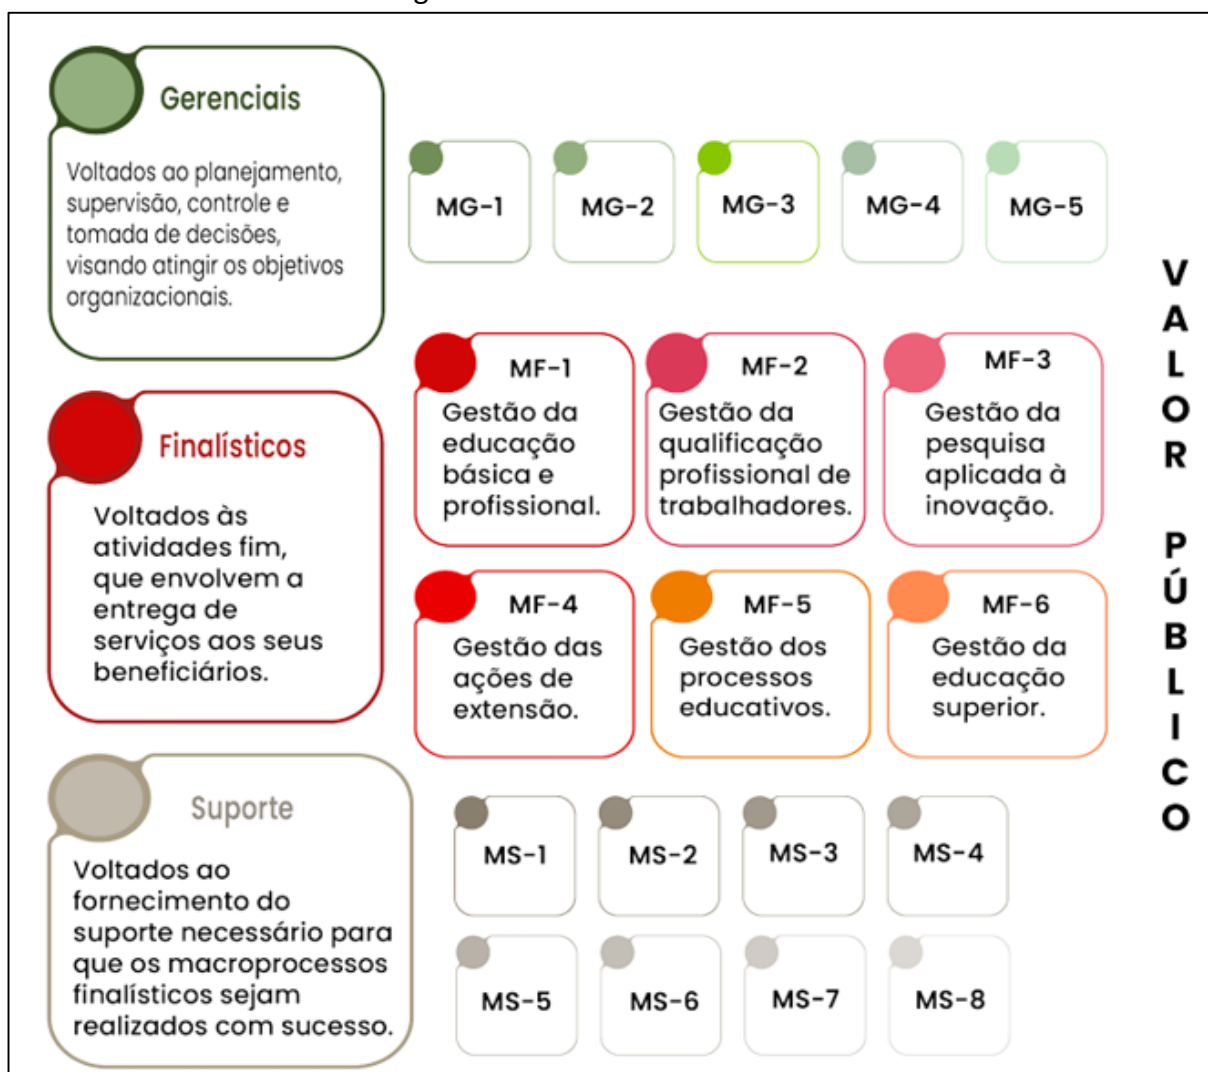 Gerenciais
Voltados ao planejamento,
supervisão, controle e
tomada de decisões,
visando atingir os objetivos
organizacionais.
MG-1
MG-2
MG-3
MG-4
MG-5
Finalísticos
Voltados às
atividades fim,
que envolvem a
entrega de
serviços aos seus
beneficiários.
MF-1
Gestão da
educação
básica e
profissional.
MF-2
Gestão da
qualificação
profissional de
trabalhadores.
MF-3
Gestão da
pesquisa
aplicada à
inovação.
MF-4
Gestão das
ações de
extensão.
MF-5
Gestão dos
processos
educativos.
MF-6
Gestão da
educação
superior.
Suporte
Voltados ao
fornecimento do
suporte necessário para
que os macroprocessos
finalísticos sejam
realizados com sucesso.
MS-1
MS-2
MS-3
MS-4
MS-5
MS-6
MS-7
MS-8
VALOR PÚBLICO